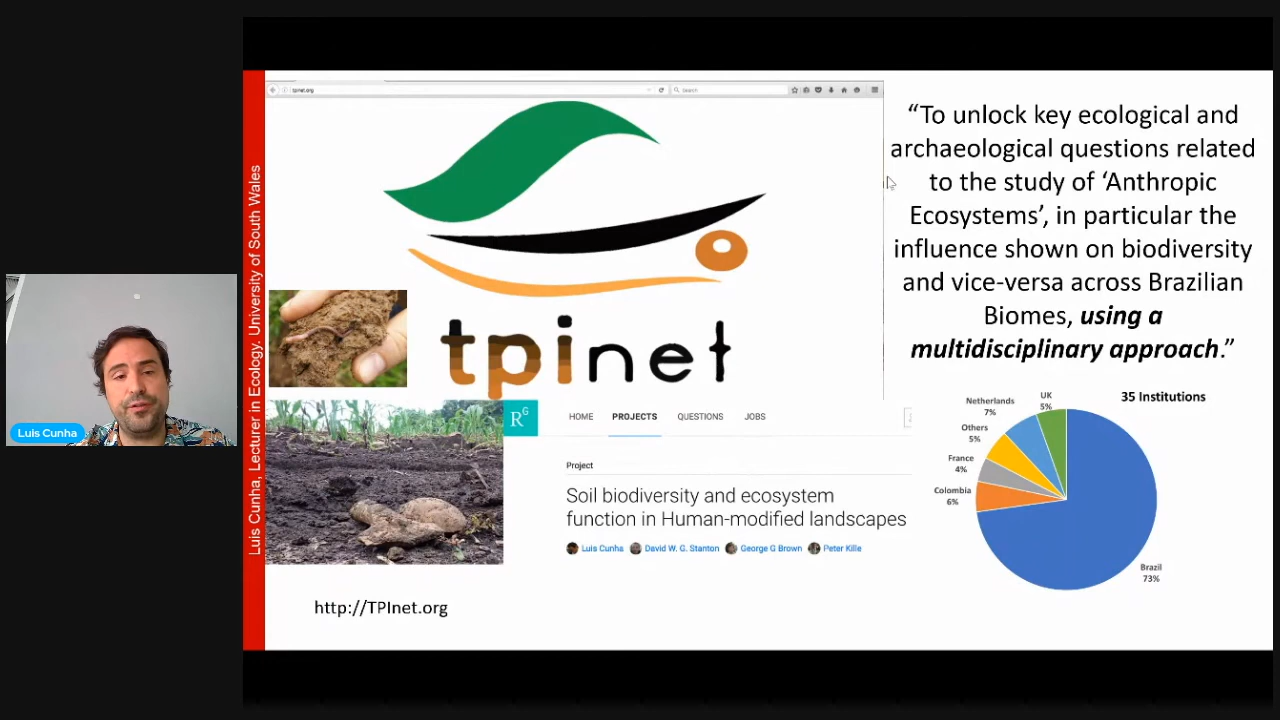 Luis Cunha
Luis Cunha, Lecturer in Ecology. University of South Wales
tpinet.org
Search
tpinet
“To unlock key ecological and
archaeological questions related
to the study of ‘Anthropic
Ecosystems’, in particular the
influence shown on biodiversity
and vice-versa across Brazilian
Biomes, using a
multidisciplinary approach.”
RG
HOME PROJECTS QUESTIONS JOBS
Project
Soil biodiversity and ecosystem
function in Human-modified landscapes
Luis Cunha David W. G. Stanton George G Brown Peter Kille
http://TPInet.org
35 Institutions
UK
5%
Netherlands
7%
Others
5%
France
4%
Colombia
6%
Brazil
73%